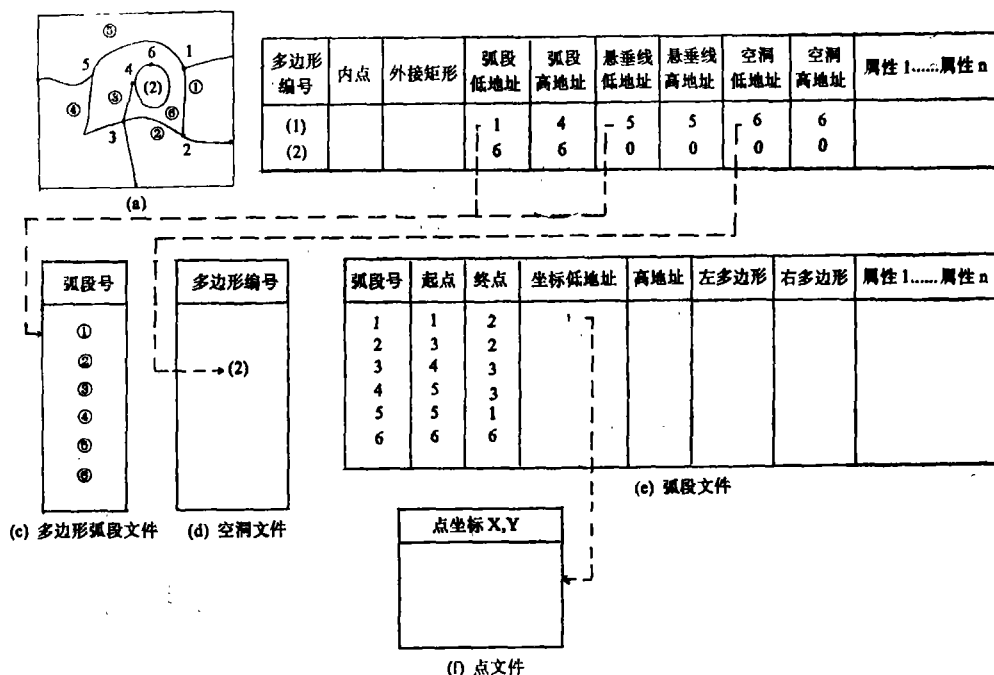 ⑤
6 1
5 4 (2) ①
④ ③ ⑥
3 ② 2
(a)
多边形编号 内点 外接矩形 弧段低地址 弧段高地址 悬垂线低地址 悬垂线高地址 空洞低地址 空洞高地址 属性 1……属性 n
(1) 1 4 5 5 6 6
(2) 6 6 0 0 0 0
弧段号
①
②
③
④
⑤
⑥
(c) 多边形弧段文件
多边形编号
(2)
(d) 空洞文件
弧段号 起点 终点 坐标低地址 高地址 左多边形 右多边形 属性 1……属性 n
1 1 2 1
2 3 2
3 4 3
4 5 3
5 5 1
6 6 6
(e) 弧段文件
点坐标 X,Y
(f) 点文件